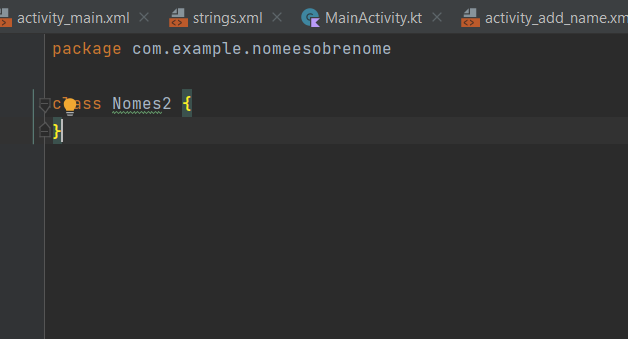 activity_main.xml strings.xml MainActivity.kt activity_add_name.xm
package com.example.nomeesobrenome
class Nomes2 {
}